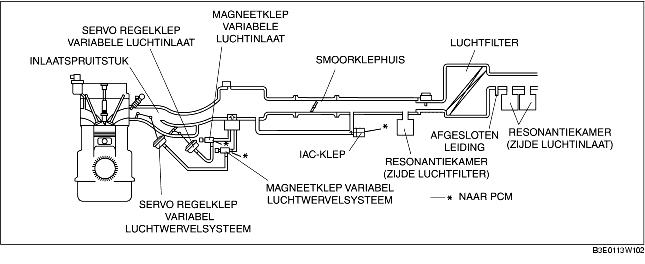 MAGNEETKLEP
VARIABELE
LUCHTINLAAT
SERVO REGELKLEP
VARIABELE LUCHTINLAAT
INLAATSPRUITSTUK
SMOORKLEPHUIS
LUCHTFILTER
*
*
*
AFGESLOTEN
LEIDING
RESONANTIEKAMER
(ZIJDE LUCHTINLAAT)
IAC-KLEP
RESONANTIEKAMER
(ZIJDE LUCHTFILTER)
MAGNEETKLEP VARIABEL
LUCHTWERVELSYSTEEM
SERVO REGELKLEP
VARIABEL
LUCHTWERVELSYSTEEM
* NAAR PCM
B3E0113W102